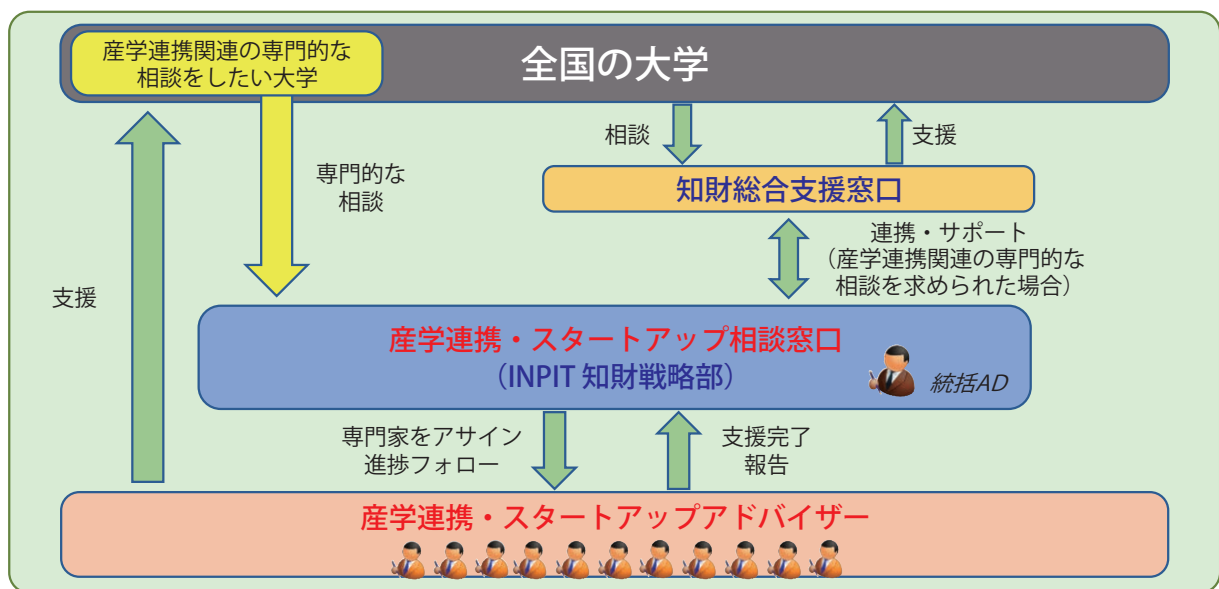 産学連携関連の専門的な
相談をしたい大学
全国の大学
相談
支援
専門的な
相談
知財総合支援窓口
連携・サポート
（産学連携関連の専門的な
相談を求められた場合）
支援
産学連携・スタートアップ相談窓口
（INPIT 知財戦略部）
統括AD
専門家をアサイン
進捗フォロー
支援完了
報告
産学連携・スタートアップアドバイザー